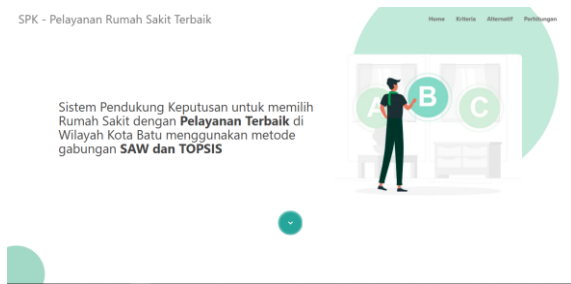 SPK - Pelayanan Rumah Sakit Terbaik
Home Kriteria Alternatif Perhitungan
Sistem Pendukung Keputusan untuk memilih
Rumah Sakit dengan Pelayanan Terbaik di
Wilayah Kota Batu menggunakan metode
gabungan SAW dan TOPSIS
A B C